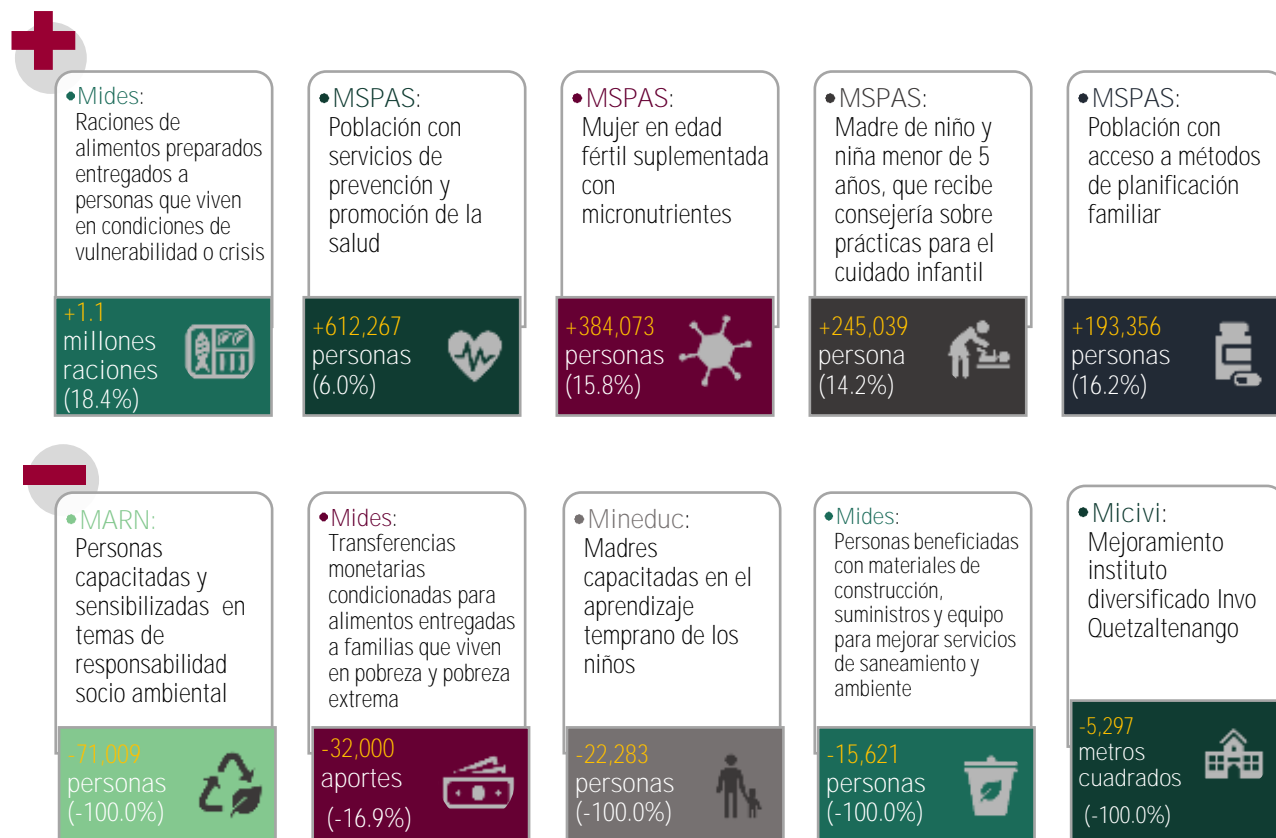 •Mides:
Raciones de
alimentos preparados
entregados a
personas que viven
en condiciones de
vulnerabilidad o crisis
+1.1
millones
raciones
(18.4%)
•MSPAS:
Población con
servicios de
prevención y
promoción de la
salud
+612,267
personas
(6.0%)
•MSPAS:
Mujer en edad
fértil suplementada
con
micronutrientes
+384,073
personas
(15.8%)
•MSPAS:
Madre de niño y
niña menor de 5
años, que recibe
consejería sobre
prácticas para el
cuidado infantil
+245,039
persona
(14.2%)
•MSPAS:
Población con
acceso a métodos
de planificación
familiar
+193,356
personas
(16.2%)
•MARN:
Personas
capacitadas y
sensibilizadas en
temas de
responsabilidad
socio ambiental
-71,009
personas
(-100.0%)
•Mides:
Transferencias
monetarias
condicionadas para
alimentos entregadas
a familias que viven
en pobreza y pobreza
extrema
-32,000
aportes
(-16.9%)
•Mineduc:
Madres
capacitadas en el
aprendizaje
temprano de los
niños
-22,283
personas
(-100.0%)
•Mides:
Personas beneficiadas
con materiales de
construcción,
suministros y equipo
para mejorar servicios
de saneamiento y
ambiente
-15,621
personas
(-100.0%)
•Micivi:
Mejoramiento
instituto
diversificado Invo
Quetzaltenango
-5,297
metros
cuadrados
(-100.0%)